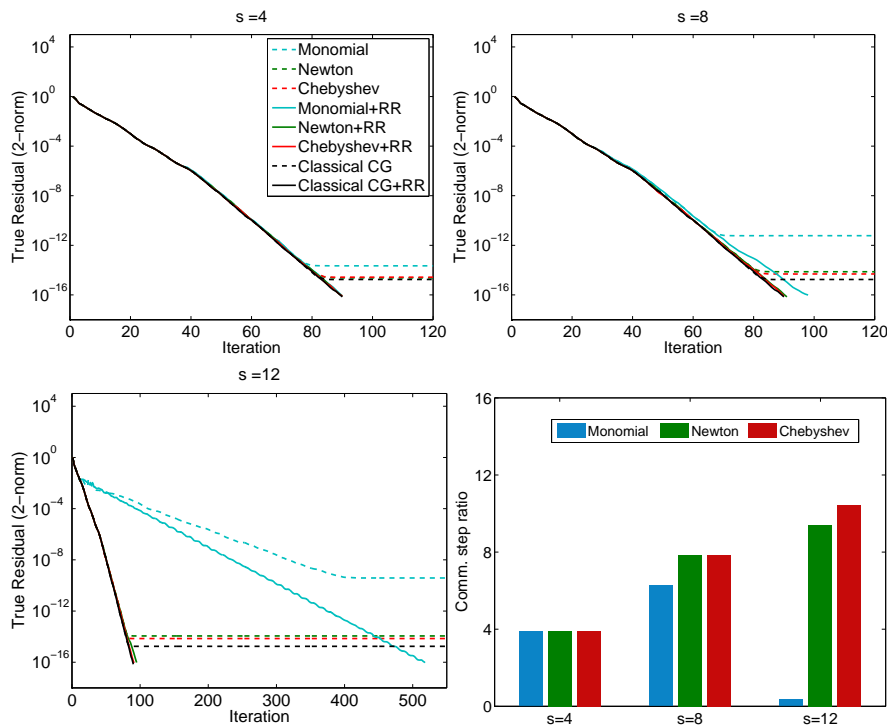 s =4
True Residual (2−norm)
10^4
10^0
10^−4
10^−8
10^−12
10^−16
0 20 40 60 80 100 120
Iteration
Monomial
Newton
Chebyshev
Monomial+RR
Newton+RR
Chebyshev+RR
Classical CG
Classical CG+RR
s =8
True Residual (2−norm)
10^4
10^0
10^−4
10^−8
10^−12
10^−16
0 20 40 60 80 100 120
Iteration
s =12
True Residual (2−norm)
10^4
10^0
10^−4
10^−8
10^−12
10^−16
0 100 200 300 400 500
Iteration
Comm. step ratio
16
12
8
4
0
Monomial Newton Chebyshev
s=4 s=8 s=12